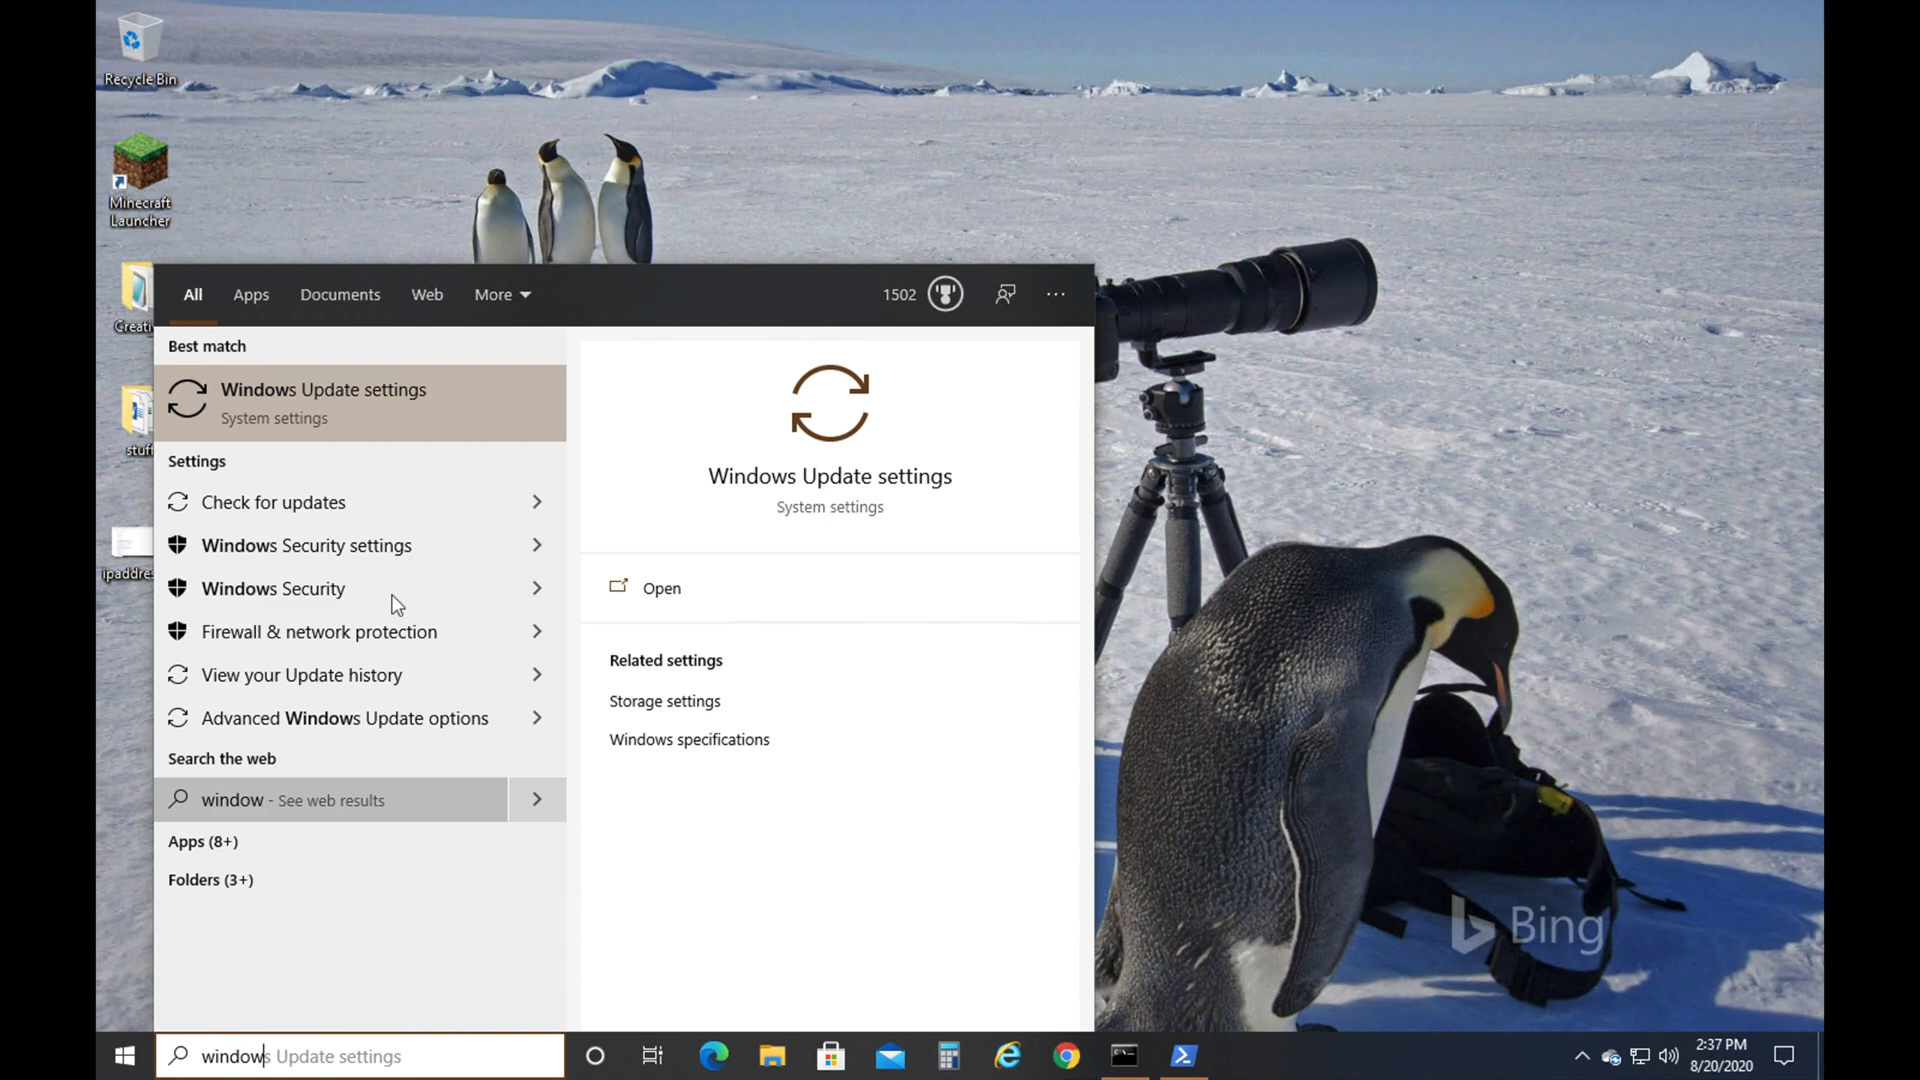 Recycle Bin
Minecraft
Launcher
Creati
stuff
ipaddre
All
Apps
Documents
Web
More
1502
Best match
Windows Update settings
System settings
Settings
Check for updates
Windows Security settings
Windows Security
Firewall & network protection
View your Update history
Advanced Windows Update options
Search the web
window - See web results
Apps (8+)
Folders (3+)
Windows Update settings
System settings
Open
Related settings
Storage settings
Windows specifications
Bing
windows Update settings
2:37 PM
8/20/2020